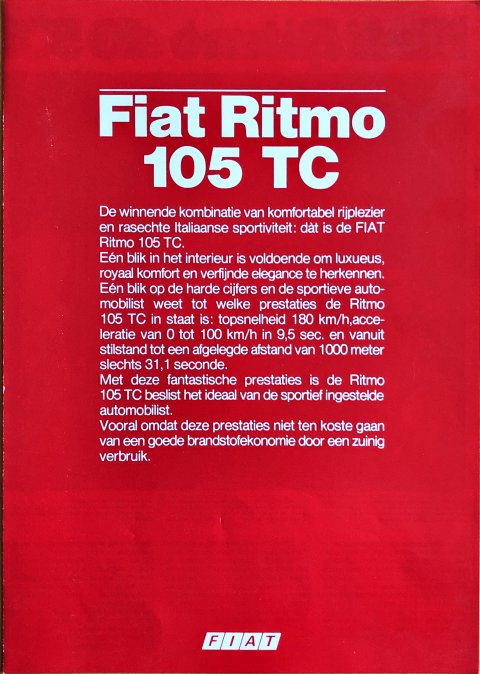 Fiat Ritmo
105 TC
De winnende kombinatie van komfortabel rijplezier
en rasechte Italiaanse sportiviteit: dàt is de FIAT
Ritmo 105 TC.
Eén blik in het interieur is voldoende om luxueus,
royaal komfort en verfijnde elegance te herkennen.
Eén blik op de harde cijfers en de sportieve auto-
mobilist weet tot welke prestaties de Ritmo
105 TC in staat is: topsnelheid 180 km/h,acce-
leratie van 0 tot 100 km/h in 9,5 sec. en vanuit
stilstand tot een afgelegde afstand van 1000 meter
slechts 31,1 seconde.
Met deze fantastische prestaties is de Ritmo
105 TC beslist het ideaal van de sportief ingestelde
automobilist.
Vooral omdat deze prestaties niet ten koste gaan
van een goede brandstofekonomie door een zuinig
verbruik.
FIAT